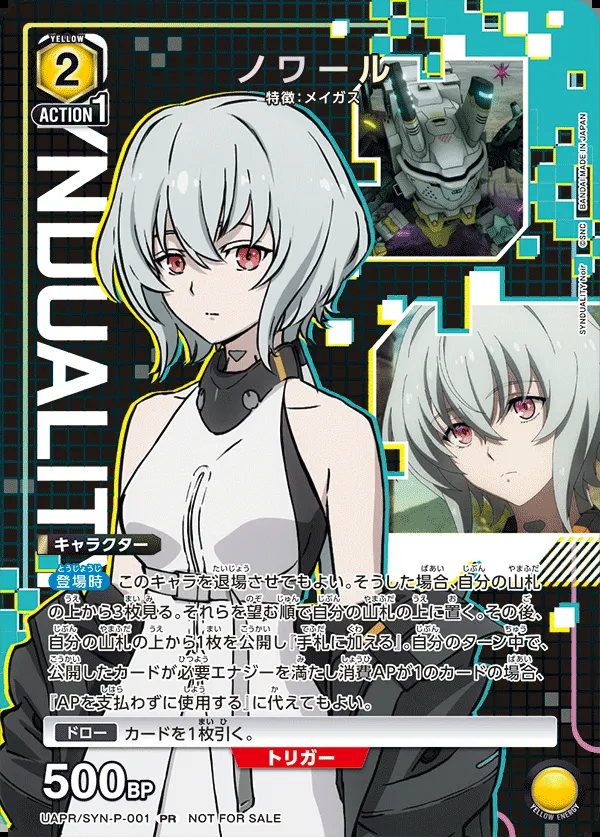 YELLOW
2
ACTION 1
ノワール
特徴：メイガス
SYNDUALIT
©SNC BANDAI MADE IN JAPAN
SYNDUALITY Noir
キャラクター
登場時 このキャラを退場させてもよい。そうした場合、自分の山札
の上から3枚見る。それらを望む順で自分の山札の上に置く。その後、
自分の山札の上から1枚を公開し『手札に加える』。自分のターン中で、
公開したカードが必要エナジーを満たし消費APが1のカードの場合、
『APを支払わずに使用する』に代えてもよい。
ドロー カードを1枚引く。
トリガー
500BP
UAPR/SYN-P-001 PR NOT FOR SALE
YELLOW ENERGY